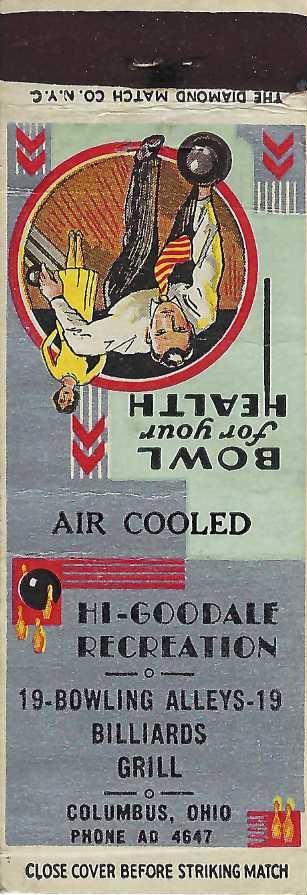 THE DIAMOND MATCH CO. N.Y.C.
BOWL
for your
HEALTH
AIR COOLED
HI-GOODALE
RECREATION
19-BOWLING ALLEYS-19
BILLIARDS
GRILL
COLUMBUS, OHIO
PHONE AD 4647
CLOSE COVER BEFORE STRIKING MATCH